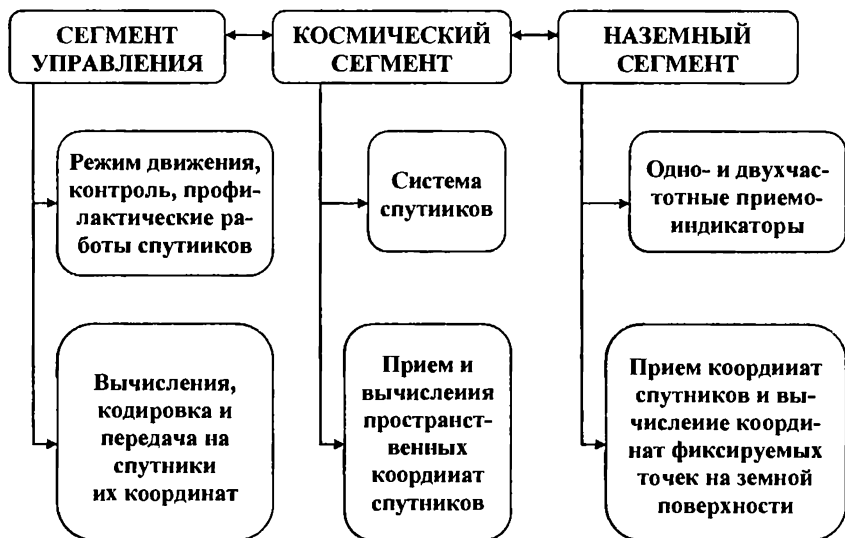 СЕГМЕНТ
УПРАВЛЕНИЯ
КОСМИЧЕСКИЙ
СЕГМЕНТ
НАЗЕМНЫЙ
СЕГМЕНТ
Режим движения,
контроль, профи-
лактические ра-
боты спутииков
Система
спутииков
Одно- и двухчас-
тотные приемо-
индикаторы
Вычисления,
кодировка и
передача на
спутники
их координат
Прием и
вычислеиия
пространст-
венных
координат
спутников
Прием координат
спутников и вы-
числеиие коорди-
нат фиксируемых
точек на земной
поверхности